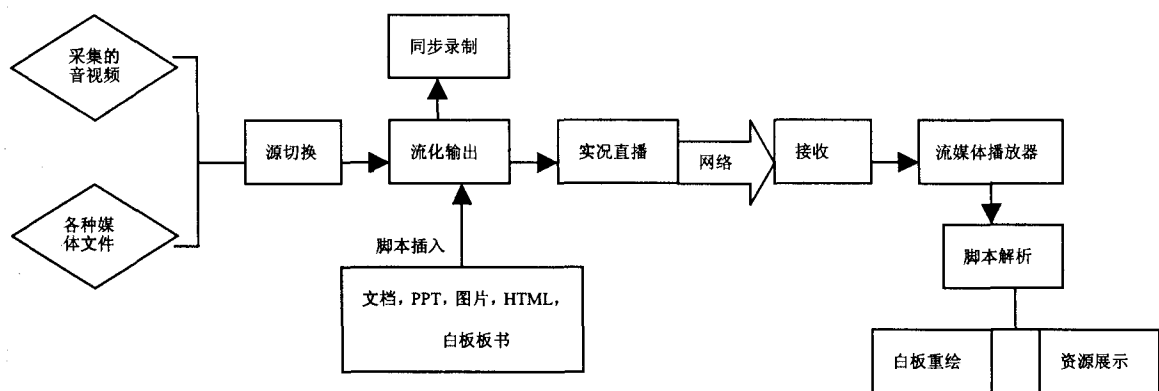 采集的
音视频
同步录制
源切换
流化输出
实况直播
网络
接收
流媒体播放器
各种媒
体文件
脚本插入
脚本解析
文档，PPT，图片，HTML，
白板板书
白板重绘
资源展示